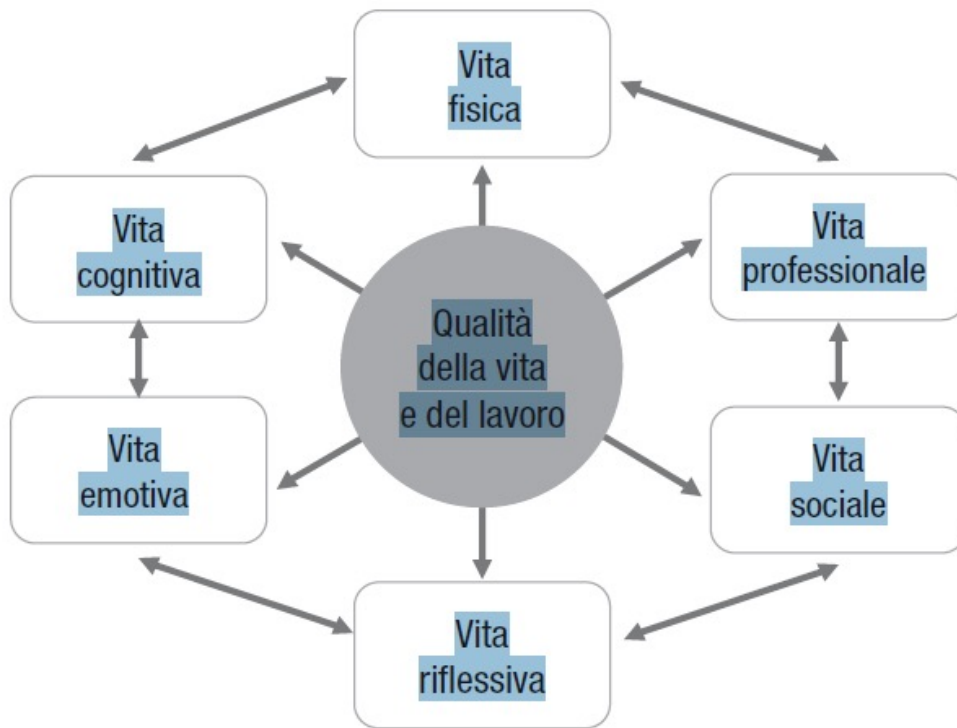 Vita
fisica
Vita
cognitiva
Vita
professionale
Qualità
della vita
e del lavoro
Vita
emotiva
Vita
sociale
Vita
riflessiva